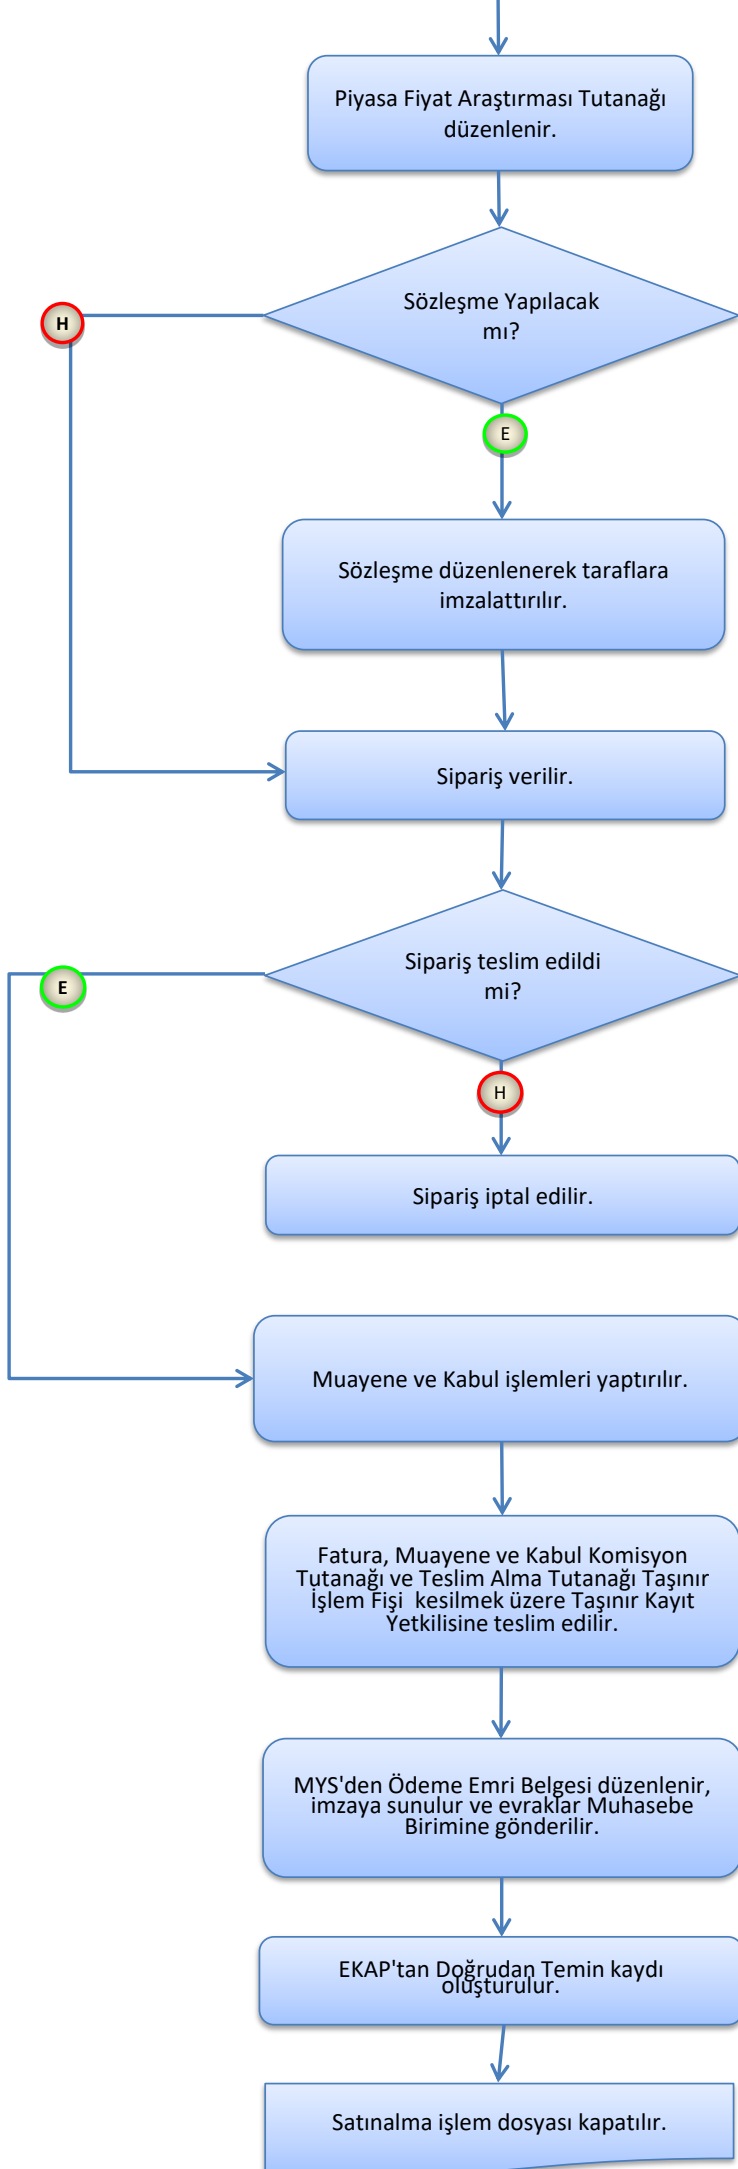 Piyasa Fiyat Araştırması Tutanağı
düzenlenir.
Sözleşme Yapılacak
mı?
H
E
Sözleşme düzenlenerek taraflara
imzalattırılır.
Sipariş verilir.
Sipariş teslim edildi
mi?
E
H
Sipariş iptal edilir.
Muayene ve Kabul işlemleri yaptırılır.
Fatura, Muayene ve Kabul Komisyon
Tutanağı ve Teslim Alma Tutanağı Taşınır
İşlem Fişi  kesilmek üzere Taşınır Kayıt
Yetkilisine teslim edilir.
MYS'den Ödeme Emri Belgesi düzenlenir,
imzaya sunulur ve evraklar Muhasebe
Birimine gönderilir.
EKAP'tan Doğrudan Temin kaydı
oluşturulur.
Satınalma işlem dosyası kapatılır.